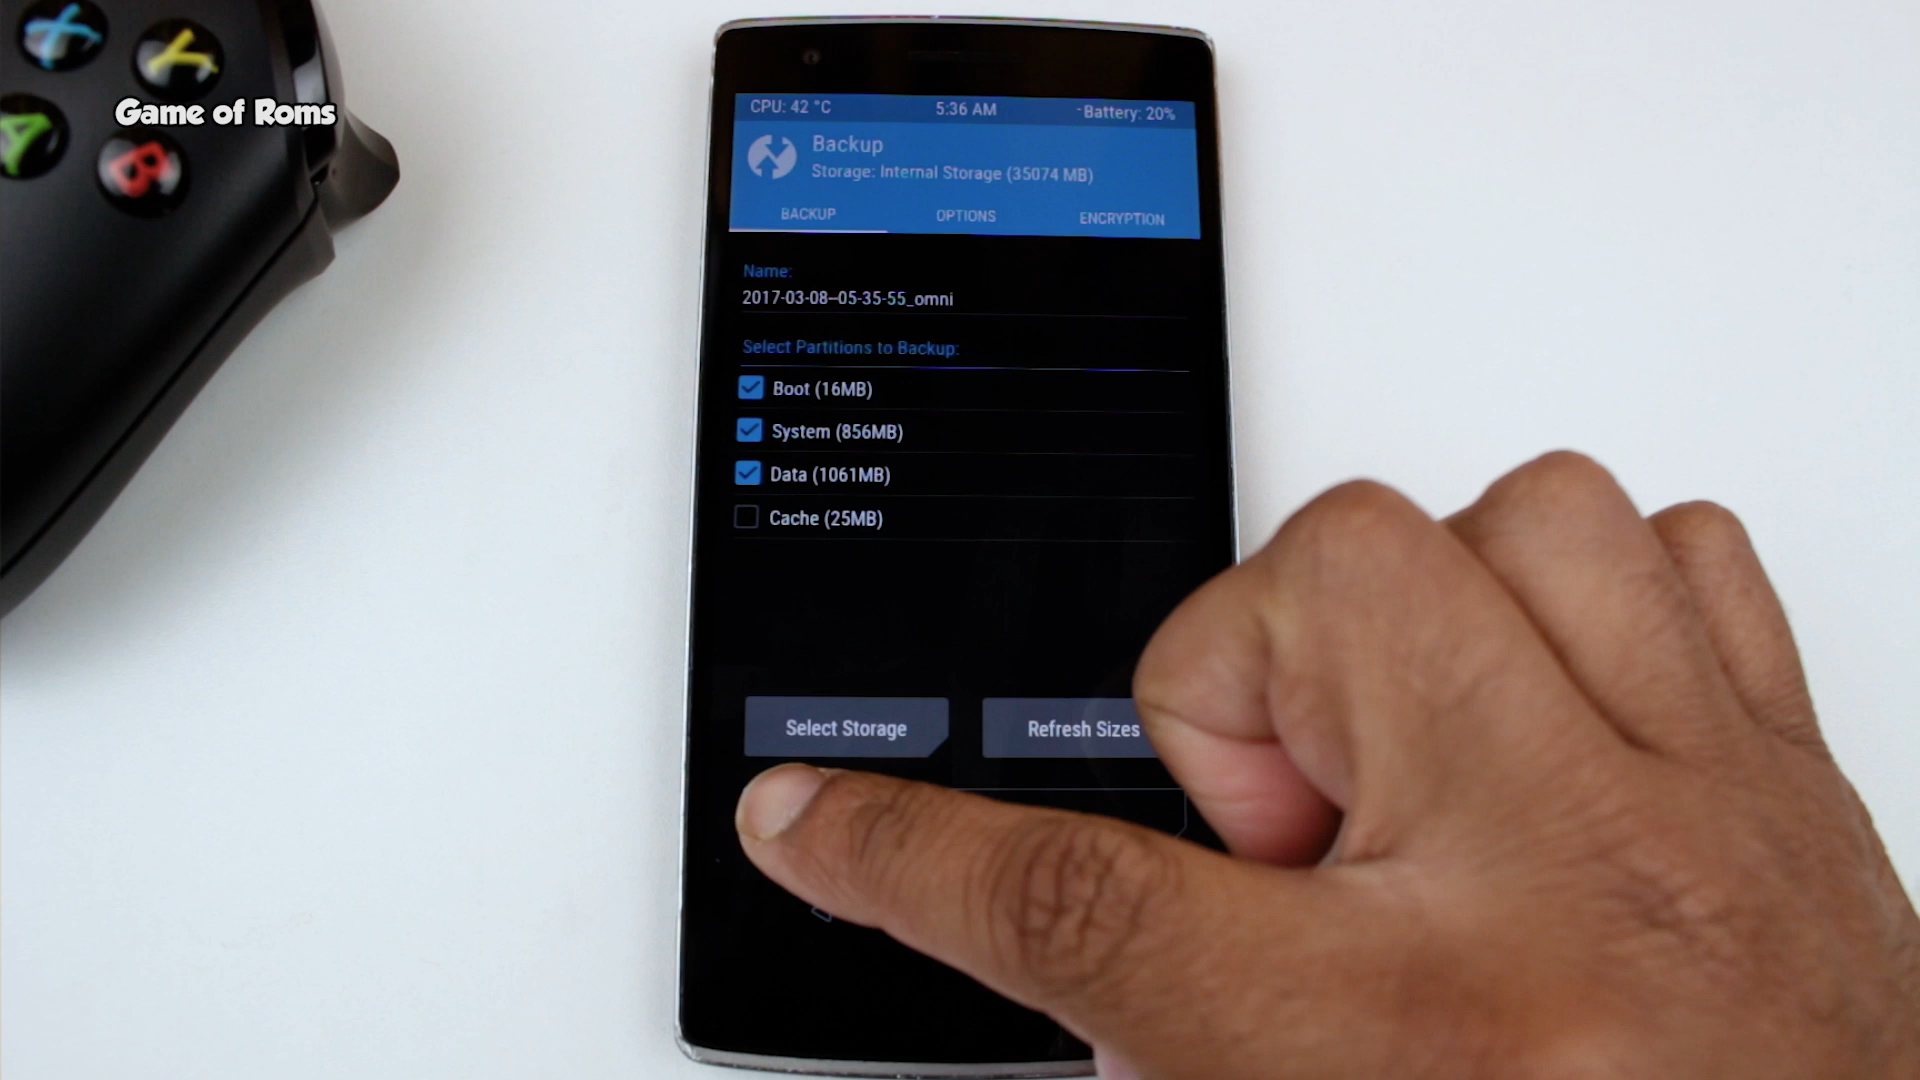 X
Y
A
B
Game of Roms
CPU: 42 °C
5:36 AM
Battery: 20%
Backup
Storage: Internal Storage (35074 MB)
BACKUP
OPTIONS
ENCRYPTION
Name:
2017-03-08--05-35-55_omni
Select Partitions to Backup:
Boot (16MB)
System (856MB)
Data (1061MB)
Cache (25MB)
Select Storage
Refresh Sizes